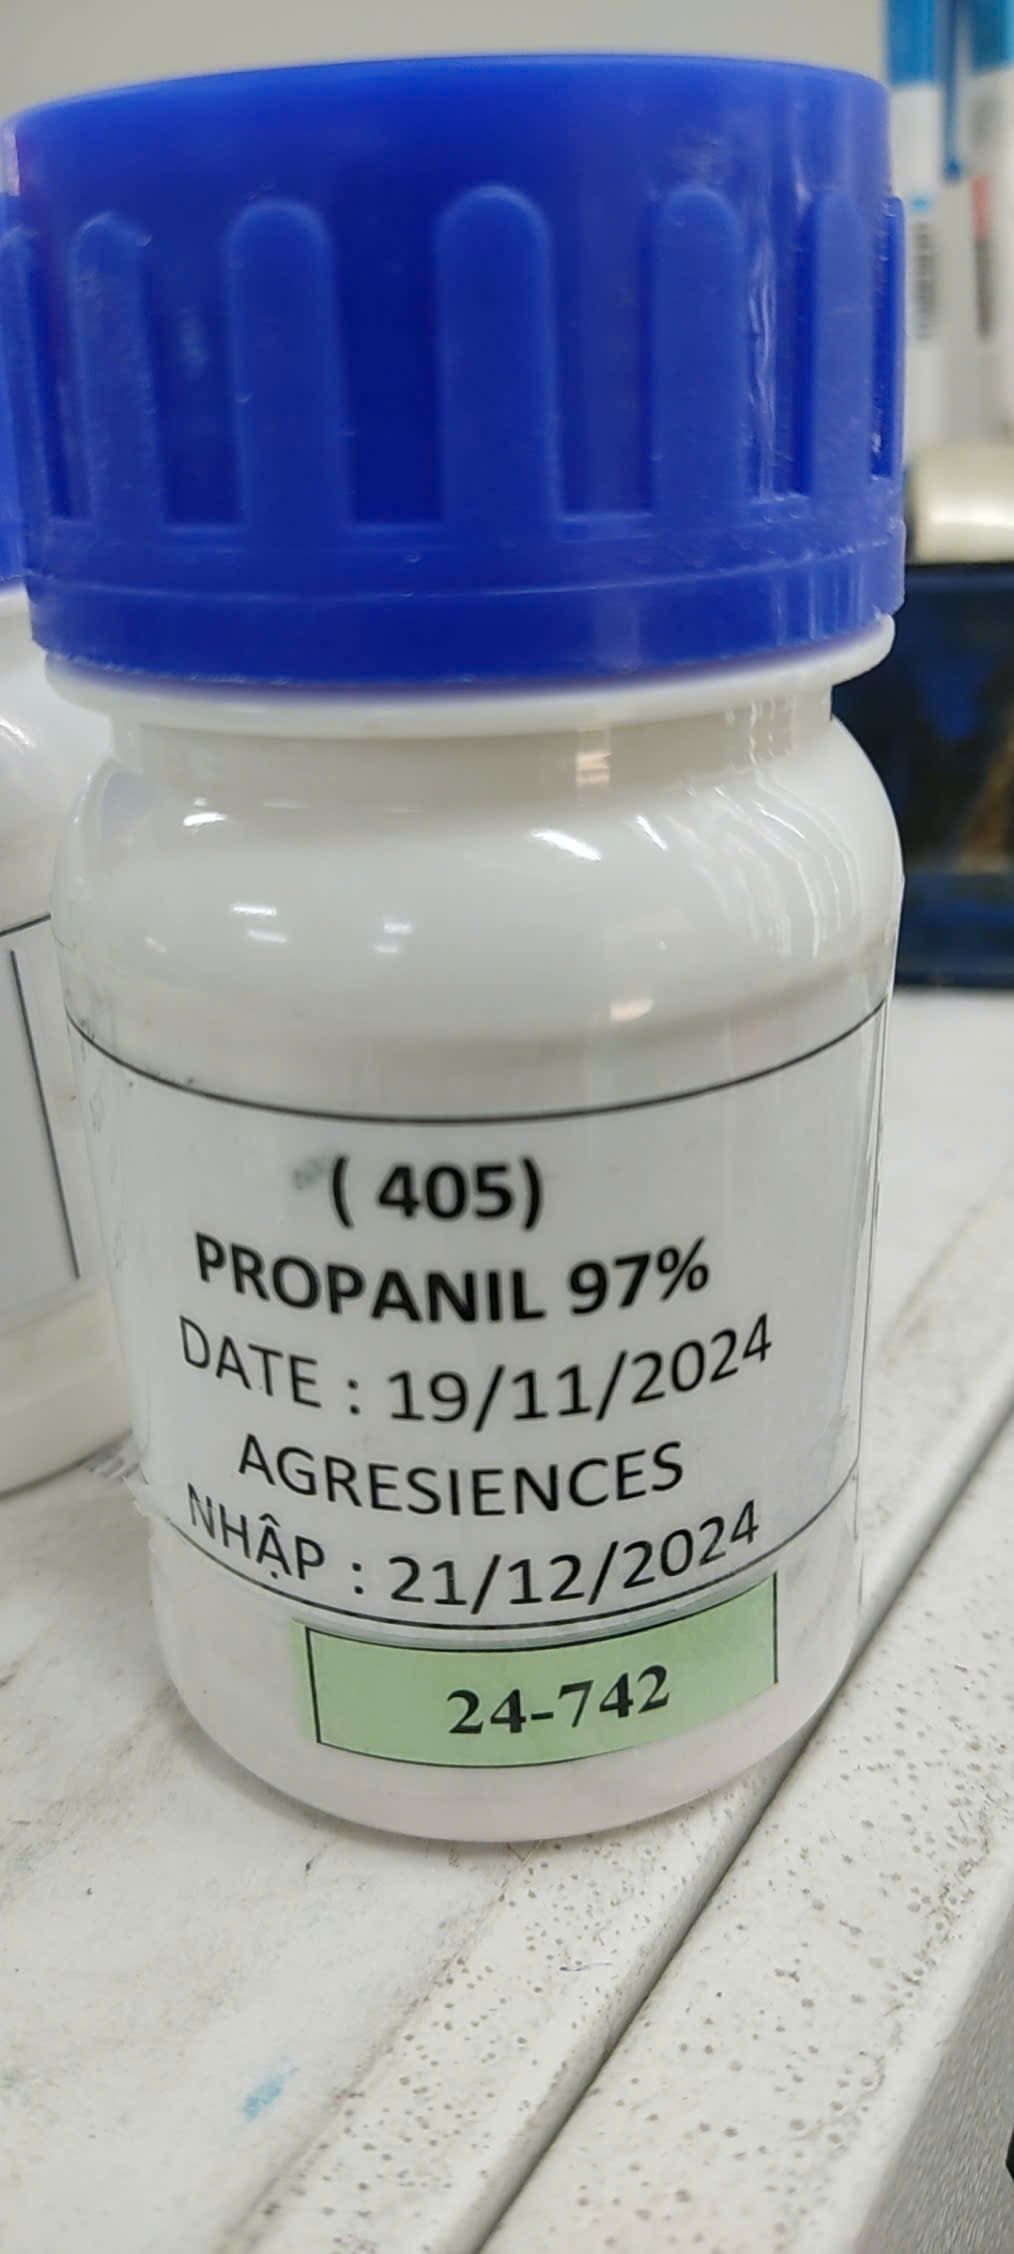 ( 405)
PROPANIL 97%
DATE : 19/11/2024
AGRESIENCES
NHẬP : 21/12/2024
24-742